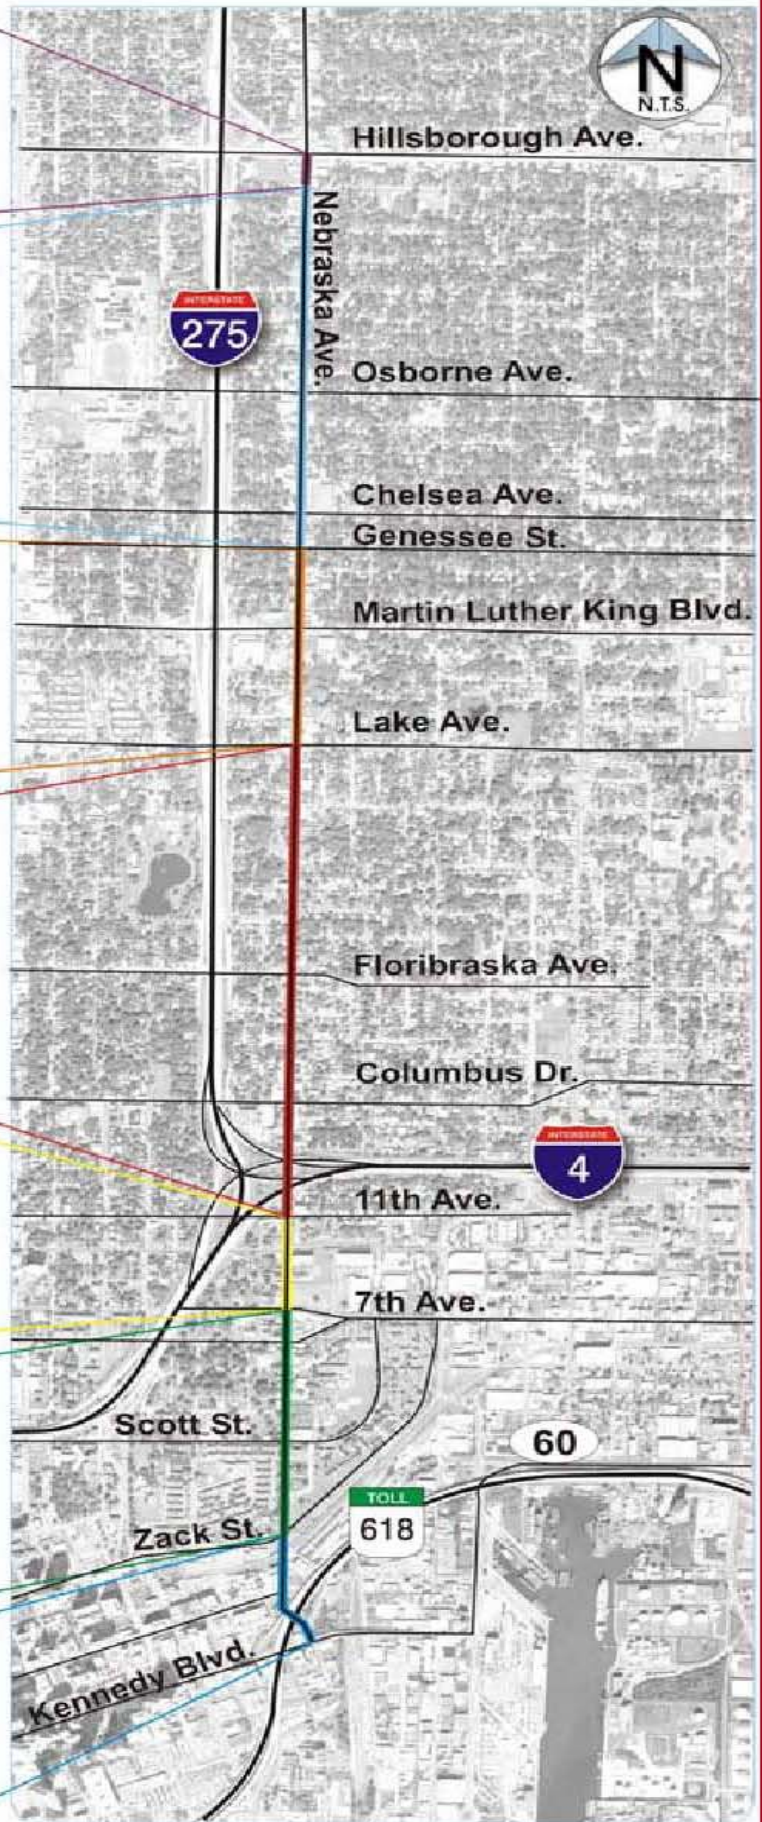 N
N.T.S.
Hillsborough Ave.
Nebraska Ave.
INTERSTATE
275
Osborne Ave.
Chelsea Ave.
Genessee St.
Martin Luther King Blvd.
Lake Ave.
Floribraska Ave.
Columbus Dr.
INTERSTATE
4
11th Ave.
7th Ave.
Scott St.
60
TOLL
618
Zack St.
Kennedy Blvd.